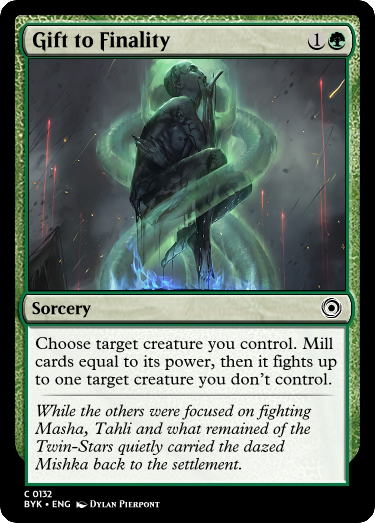 Gift to Finality 1
Sorcery
Choose target creature you control. Mill
cards equal to its power, then it fights up
to one target creature you don't control.
While the others were focused on fighting
Masha, Tahli and what remained of the
Twin-Stars quietly carried the dazed
Mishka back to the settlement.
C 0132
BYK • ENG Dylan Pierpont